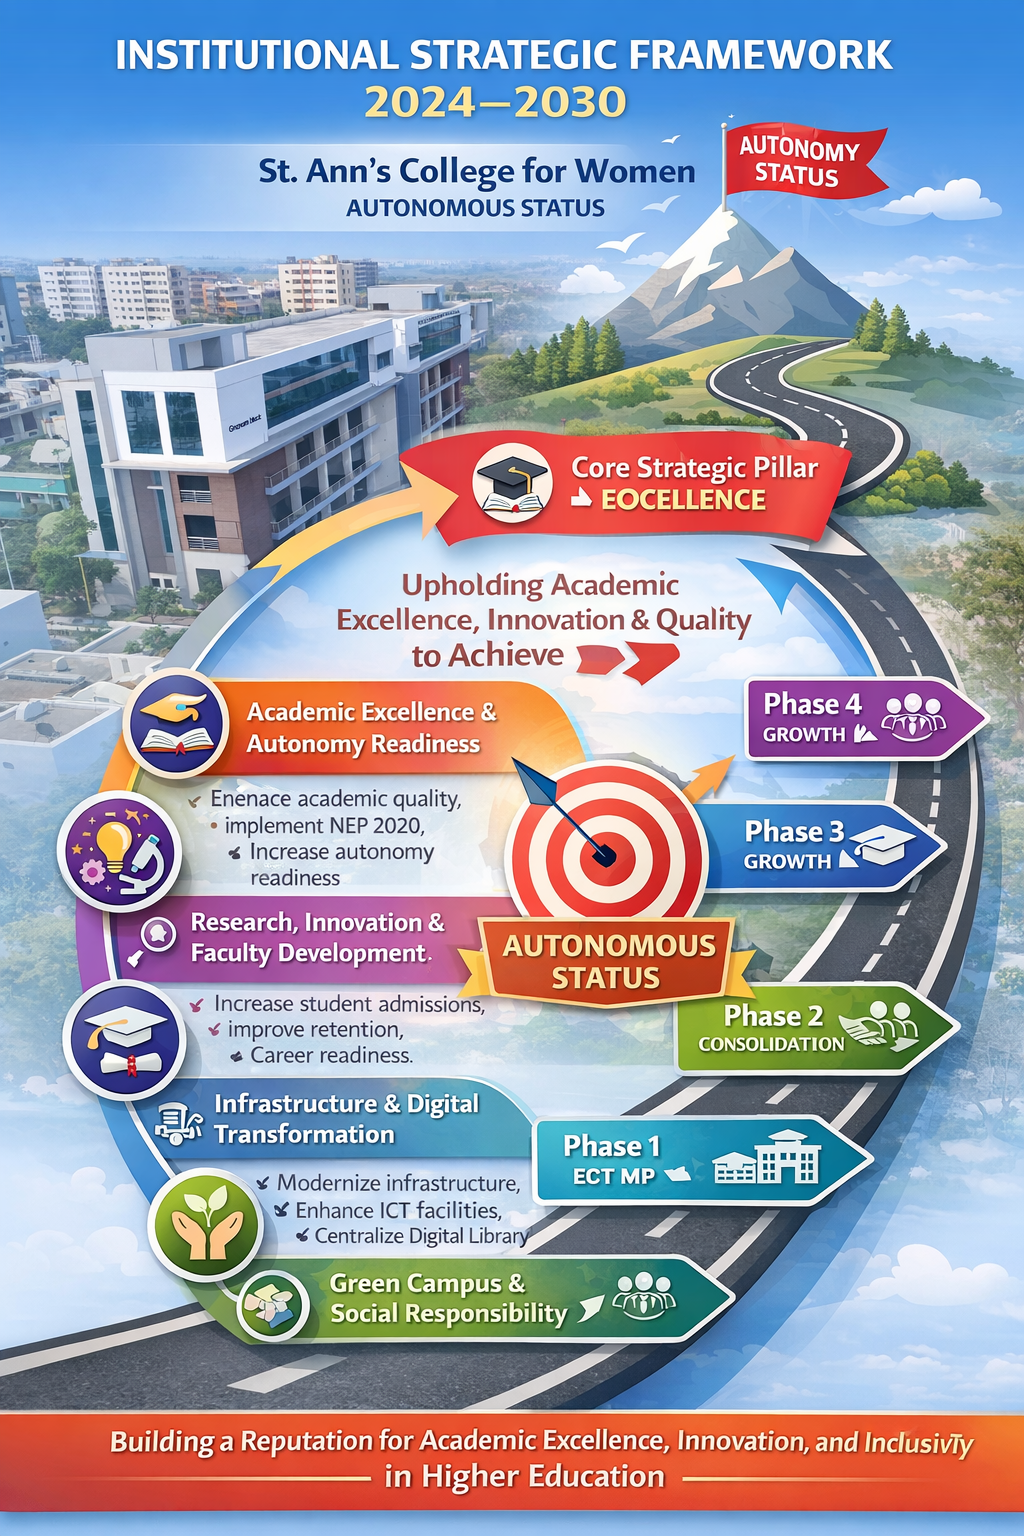 INSTITUTIONAL STRATEGIC FRAMEWORK
2024—2030
St. Ann's College for Women
AUTONOMOUS STATUS
AUTONOMY
STATUS
Core Strategic Pillar
EOCELLENCE
Upholding Academic
Excellence, Innovation & Quality
to Achieve
Academic Excellence &
Autonomy Readiness
Enenace academic quality,
• implement NEP 2020,
Increase autonomy
readiness
Research, Innovation &
Faculty Development.
Increase student admissions,
improve retention,
Career readiness.
Infrastructure & Digital
Transformation
Modernize infrastructure,
Enhance ICT facilities,
Centralize Digital Library
Green Campus &
Social Responsibility
AUTONOMOUS
STATUS
Phase 4
GROWTH
Phase 3
GROWTH
Phase 2
CONSOLIDATION
Phase 1
ECT MP
Building a Reputation for Academic Excellence, Innovation, and Inclusivity
in Higher Education